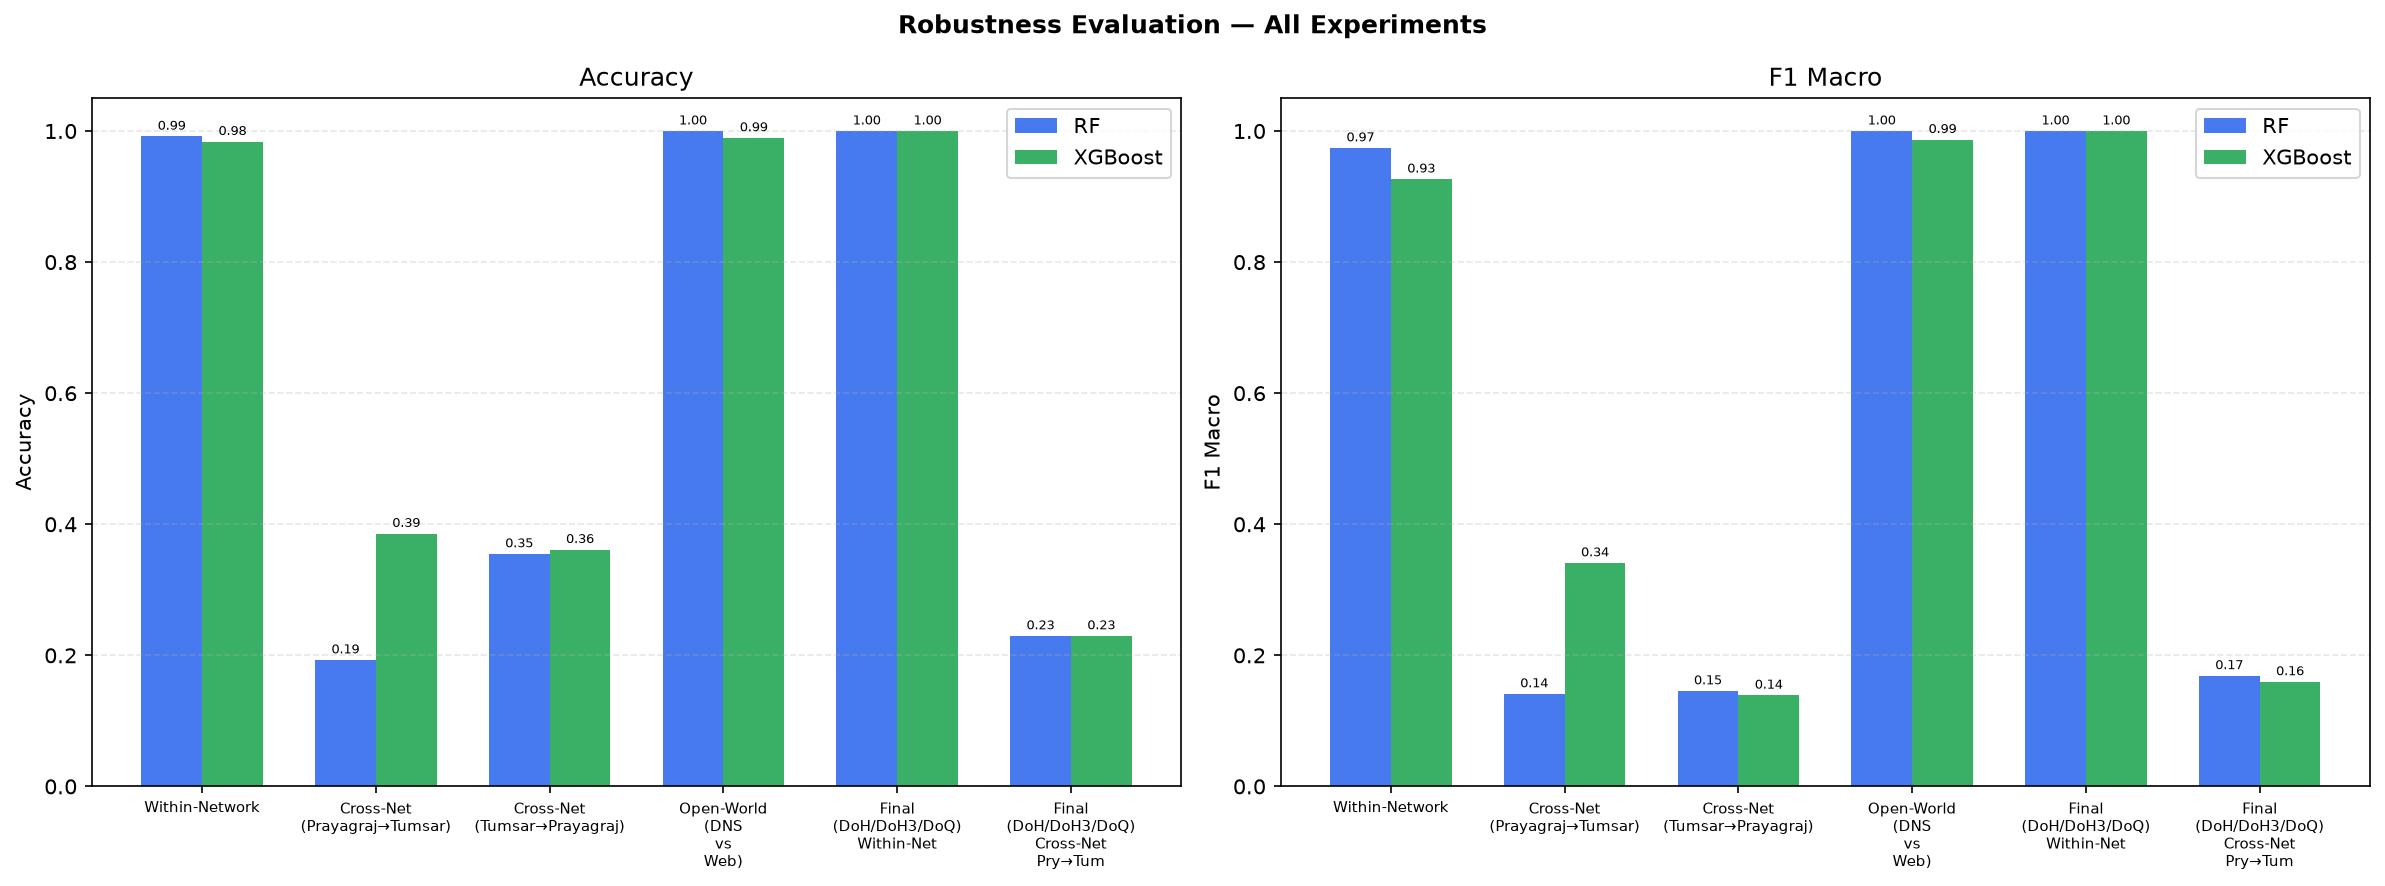 Robustness Evaluation — All Experiments
Accuracy
Accuracy
1.0
0.8
0.6
0.4
0.2
0.0
0.99
0.98
0.19
0.39
0.35
0.36
1.00
0.99
1.00
1.00
0.23
0.23
RF
XGBoost
Within-Network
Cross-Net
(Prayagraj→Tumsar)
Cross-Net
(Tumsar→Prayagraj)
Open-World
(DNS
vs
Web)
Final
(DoH/DoH3/DoQ)
Within-Net
Final
(DoH/DoH3/DoQ)
Cross-Net
Pry→Tum
F1 Macro
F1 Macro
1.0
0.8
0.6
0.4
0.2
0.0
0.97
0.93
0.14
0.34
0.15
0.14
1.00
0.99
1.00
1.00
0.17
0.16
RF
XGBoost
Within-Network
Cross-Net
(Prayagraj→Tumsar)
Cross-Net
(Tumsar→Prayagraj)
Open-World
(DNS
vs
Web)
Final
(DoH/DoH3/DoQ)
Within-Net
Final
(DoH/DoH3/DoQ)
Cross-Net
Pry→Tum